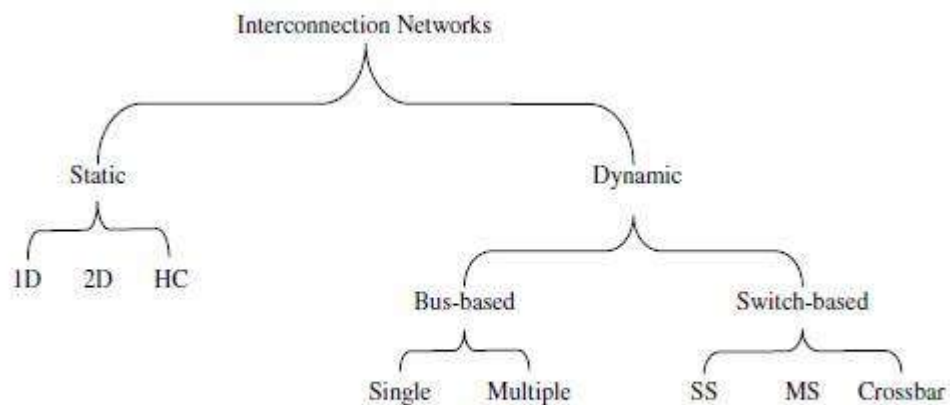 Interconnection Networks
Static
Dynamic
1D
2D
HC
Bus-based
Switch-based
Single
Multiple
SS
MS
Crossbar